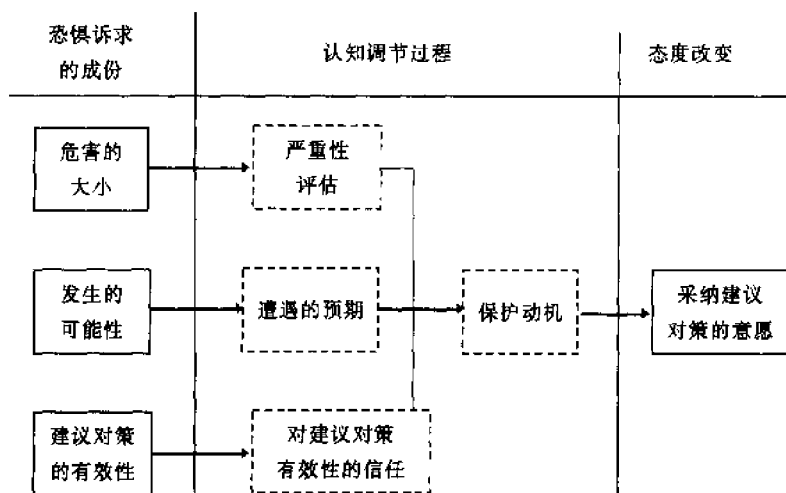 恐惧诉求
的成份
认知调节过程
态度改变
危害的
大小
严重性
评估
发生的
可能性
遭遇的预期
保护动机
采纳建议
对策的意愿
建议对策
的有效性
对建议对策
有效性的信任